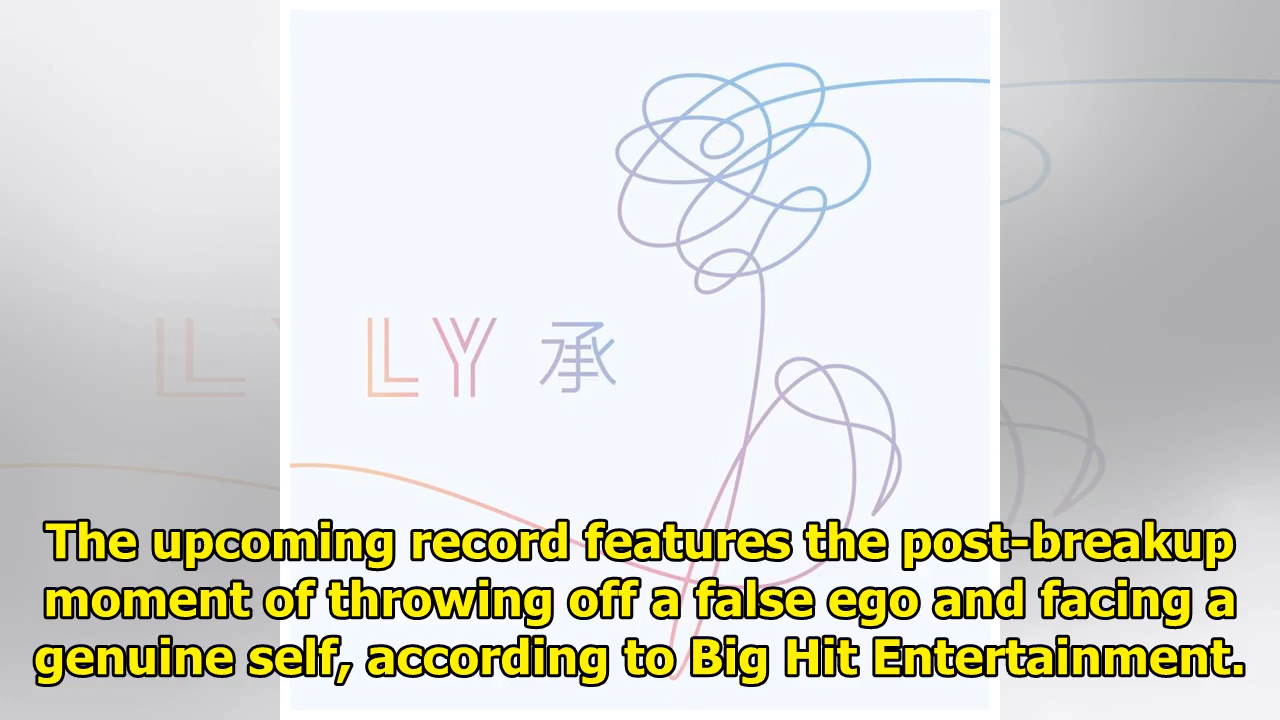 LY 承
The upcoming record features the post-breakup
moment of throwing off a false ego and facing a
genuine self, according to Big Hit Entertainment.